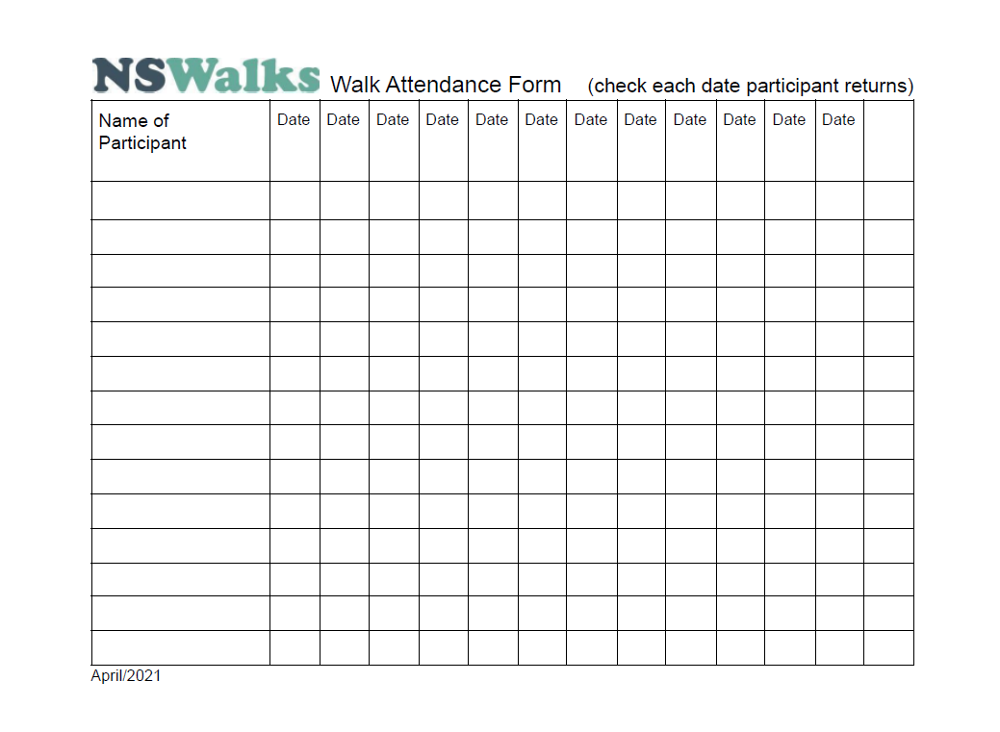 NSWalks Walk Attendance Form (check each date participant returns)
Name of Date Date Date Date Date Date Date Date Date Date Date Date
Participant
April/2021